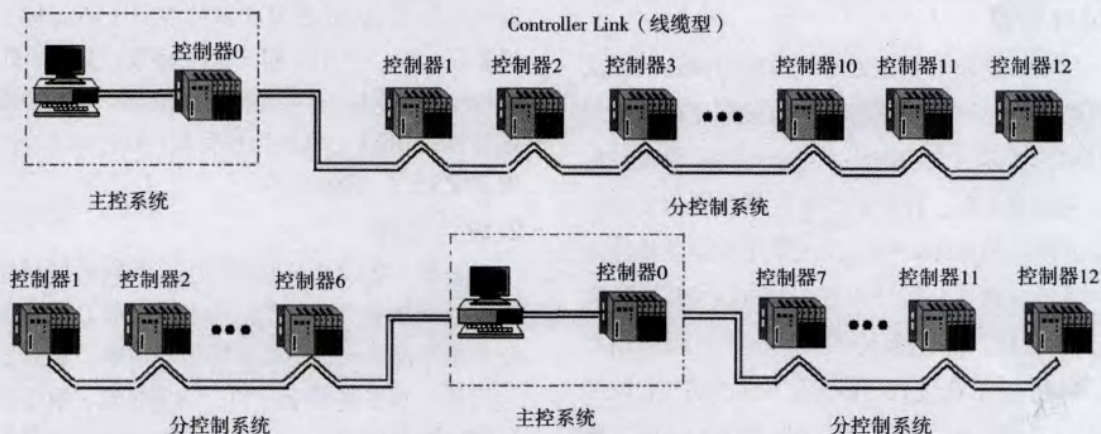 Controller Link（线缆型）
控制器0
控制器1
控制器2
控制器3
控制器10
控制器11
控制器12
主控系统
分控制系统
控制器1
控制器2
控制器6
控制器0
控制器7
控制器11
控制器12
分控制系统
主控系统
分控制系统